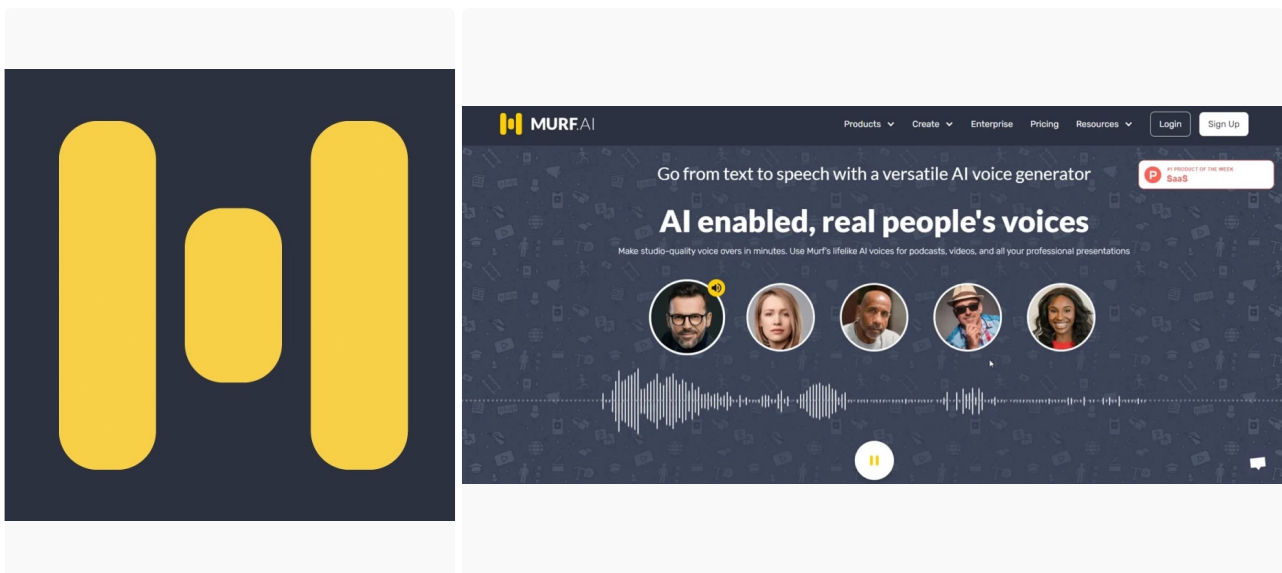 MURF.AI
Products Create Enterprise Pricing Resources Login Sign Up
Go from text to speech with a versatile AI voice generator
#1 PRODUCT OF THE WEEK
SaaS
AI enabled, real people's voices
Make studio-quality voice overs in minutes. Use Murf's lifelike AI voices for podcasts, videos, and all your professional presentations